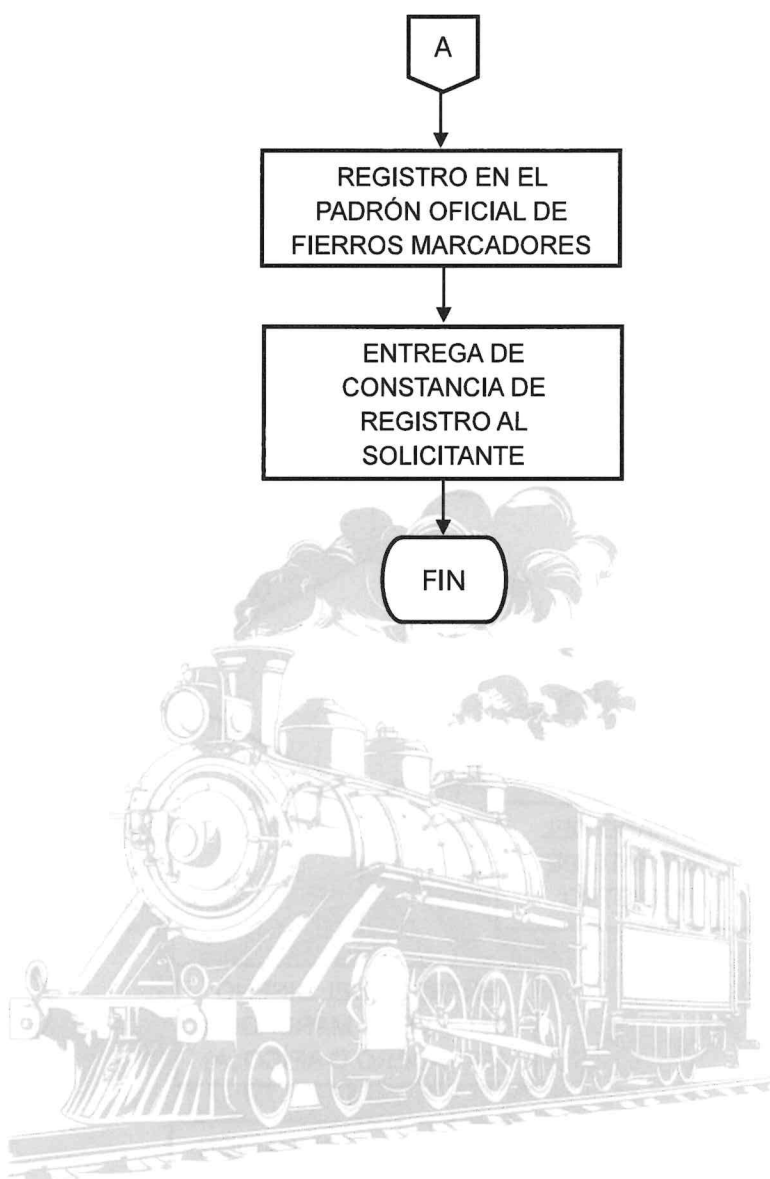 A
REGISTRO EN EL
PADRÓN OFICIAL DE
FIERROS MARCADORES
ENTREGA DE
CONSTANCIA DE
REGISTRO AL
SOLICITANTE
FIN